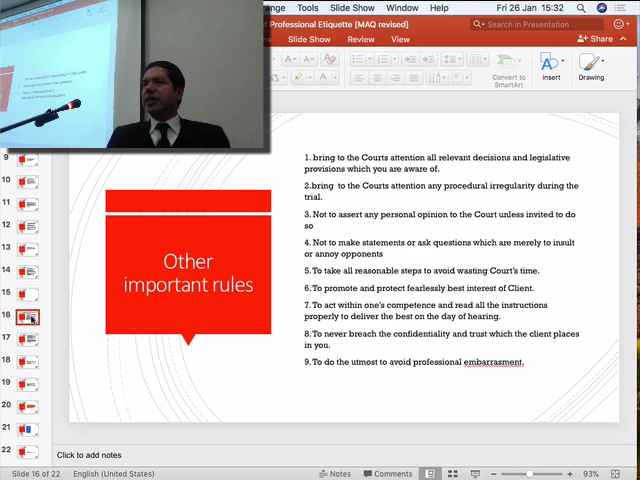 ange Tools Slide Show Window Help Fri 26 Jan 15:32
of Professional Etiquette [MAQ revised]
Search in Presentation
Slide Show Review View
Share
Convert to
SmartArt
Insert
Drawing
9
10
11
12
13
14
15
16
17
18
19
20
21
22
Other
important rules
1. bring to the Courts attention all relevant decisions and legislative
provisions which you are aware of.
2.bring to the Courts attention any procedural irregularity during the
trial.
3. Not to assert any personal opinion to the Court unless invited to do
so
4. Not to make statements or ask questions which are merely to insult
or annoy opponents
5. To take all reasonable steps to avoid wasting Court's time.
6. To promote and protect fearlessly best interest of Client.
7. To act within one's competence and read all the instructions
properly to deliver the best on the day of hearing.
8. To never breach the confidentiality and trust which the client places
in you.
9. To do the utmost to avoid professional embarrasment.
Click to add notes
Slide 16 of 22 English (United States) Notes Comments 93%